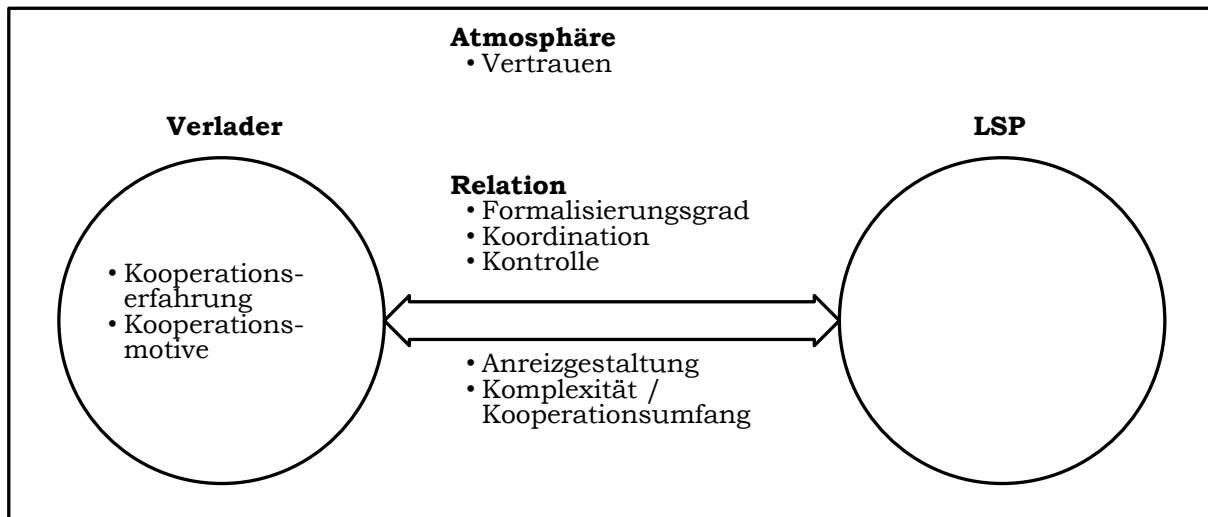 Atmosphäre
• Vertrauen
Verlader
LSP
Relation
• Formalisierungsgrad
• Koordination
• Kontrolle
• Kooperations-
erfahrung
• Kooperations-
motive
• Anreizgestaltung
• Komplexität /
Kooperationsumfang